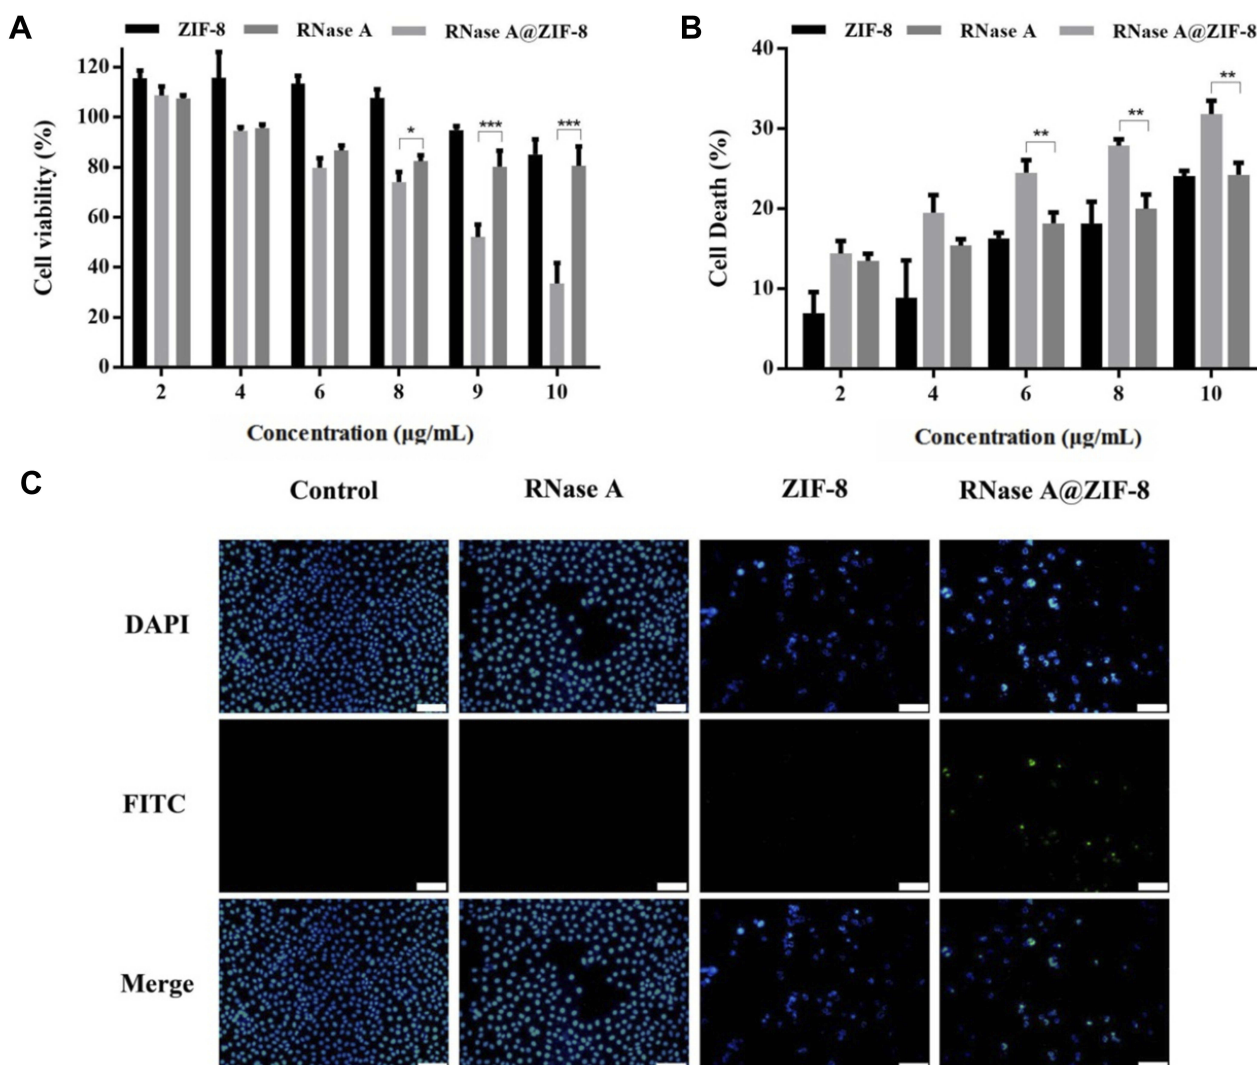 A
ZIF-8 RNase A RNase A@ZIF-8
Cell viability (%)
120
100
80
60
40
20
0
* *** ***
2 4 6 8 9 10
Concentration (μg/mL)
B
ZIF-8 RNase A RNase A@ZIF-8
Cell Death (%)
40
30
20
10
0
** ** **
2 4 6 8 10
Concentration (μg/mL)
C
Control RNase A ZIF-8 RNase A@ZIF-8
DAPI
FITC
Merge